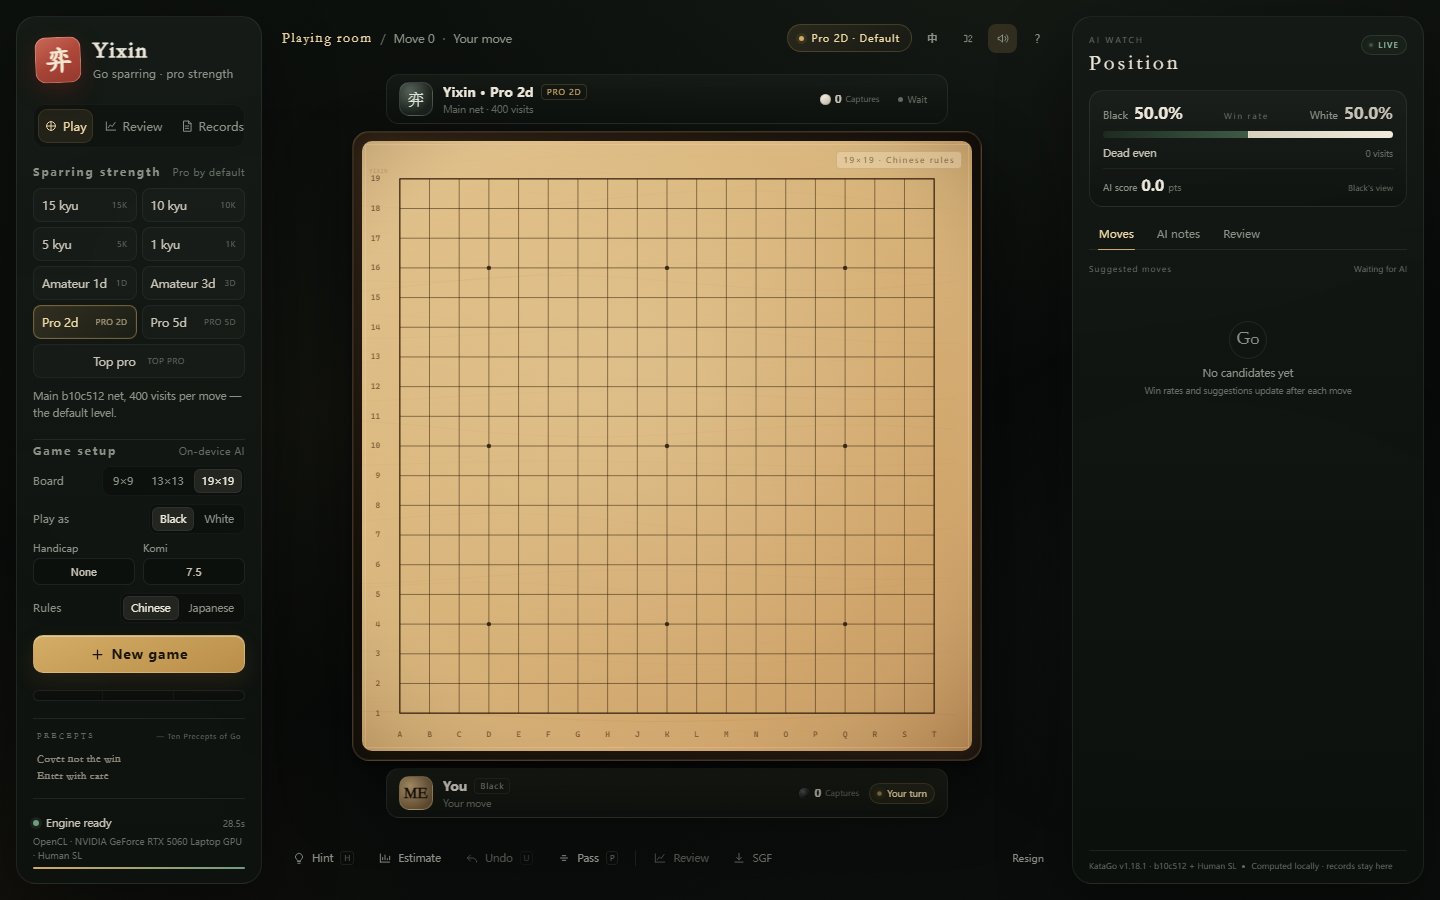 弈
Yixin
Go sparring · pro strength
Play
Review
Records
Sparring strength
Pro by default
15 kyu 15K
10 kyu 10K
5 kyu 5K
1 kyu 1K
Amateur 1d 1D
Amateur 3d 3D
Pro 2d PRO 2D
Pro 5d PRO 5D
Top pro TOP PRO
Main b10c512 net, 400 visits per move —
the default level.
Game setup
On-device AI
Board
9×9
13×13
19×19
Play as
Black
White
Handicap
Komi
None
7.5
Rules
Chinese
Japanese
+ New game
PRECEPTS
— Ten Precepts of Go
Covet not the win
Enter with care
Engine ready
28.5s
OpenCL · NVIDIA GeForce RTX 5060 Laptop GPU
· Human SL
Playing room / Move 0 · Your move
Pro 2D · Default
中
?
弈
Yixin • Pro 2d
PRO 2D
Main net · 400 visits
0 Captures
Wait
19×19 · Chinese rules
YIXIN
19
18
17
16
15
14
13
12
11
10
9
8
7
6
5
4
3
2
1
A B C D E F G H J K L M N O P Q R S T
ME
You
Black
Your move
0 Captures
Your turn
Hint H
Estimate
Undo U
Pass P
Review
SGF
Resign
AI WATCH
Position
LIVE
Black 50.0%
Win rate
White 50.0%
Dead even
0 visits
AI score 0.0 pts
Black's view
Moves
AI notes
Review
Suggested moves
Waiting for AI
Go
No candidates yet
Win rates and suggestions update after each move
KataGo v1.18.1 · b10c512 + Human SL • Computed locally · records stay here